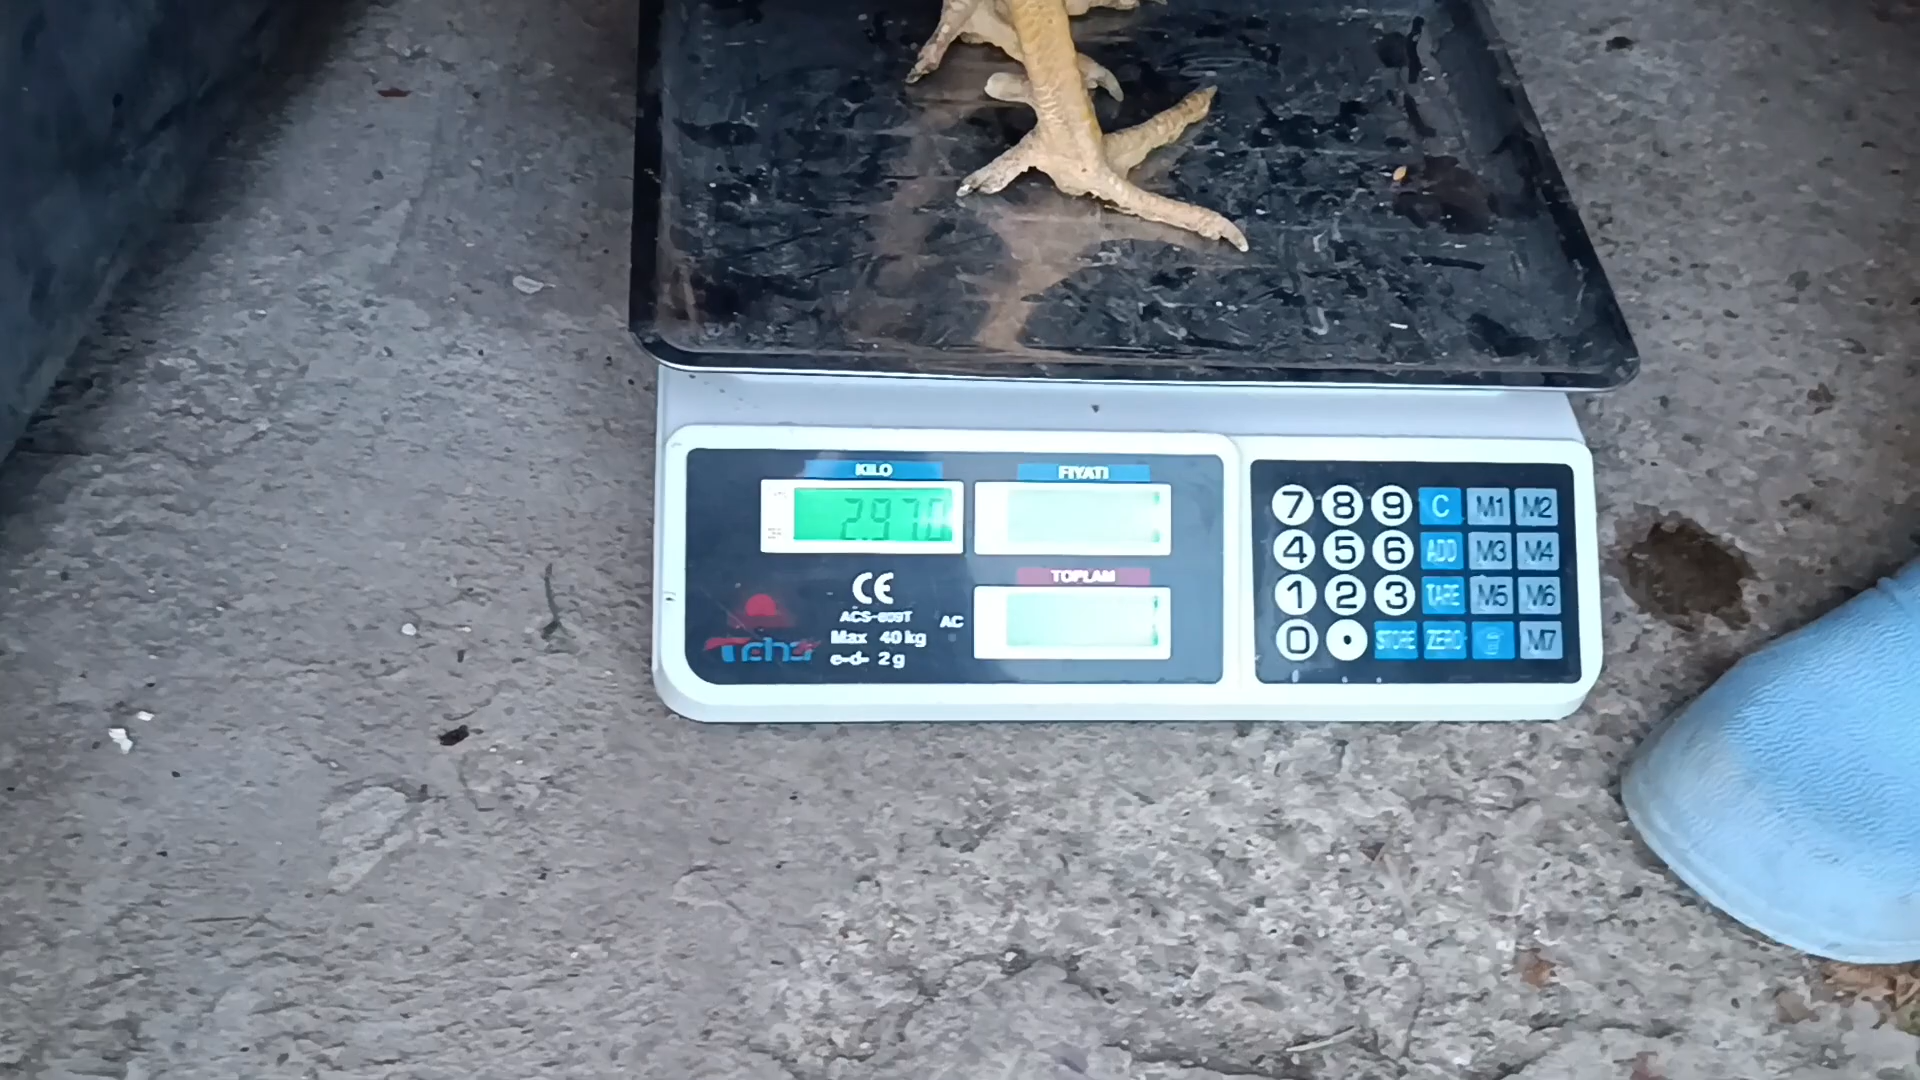 KILO
FIYATI
2.970
TOPLAM
CE
AC
Max 40 kg
e=d= 2g
7 8 9 C M1 M2
4 5 6 ADD M3 M4
1 2 3 TARE M5 M6
0 . STORE ZERO M7